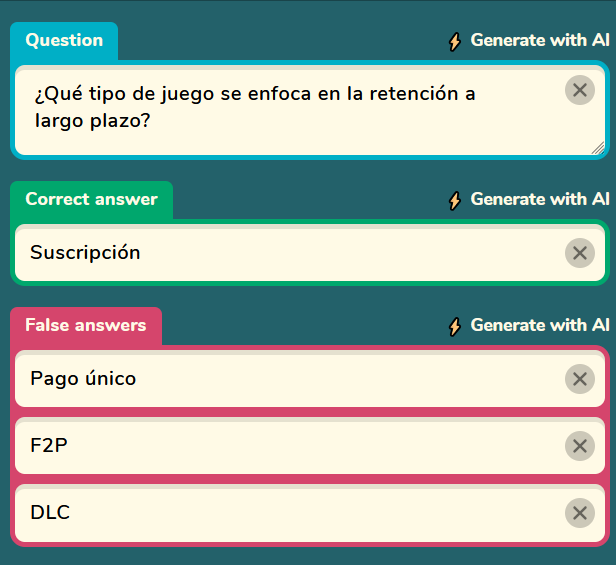 Question
Generate with AI
¿Qué tipo de juego se enfoca en la retención a
largo plazo?
Correct answer
Generate with AI
Suscripción
False answers
Generate with AI
Pago único
F2P
DLC